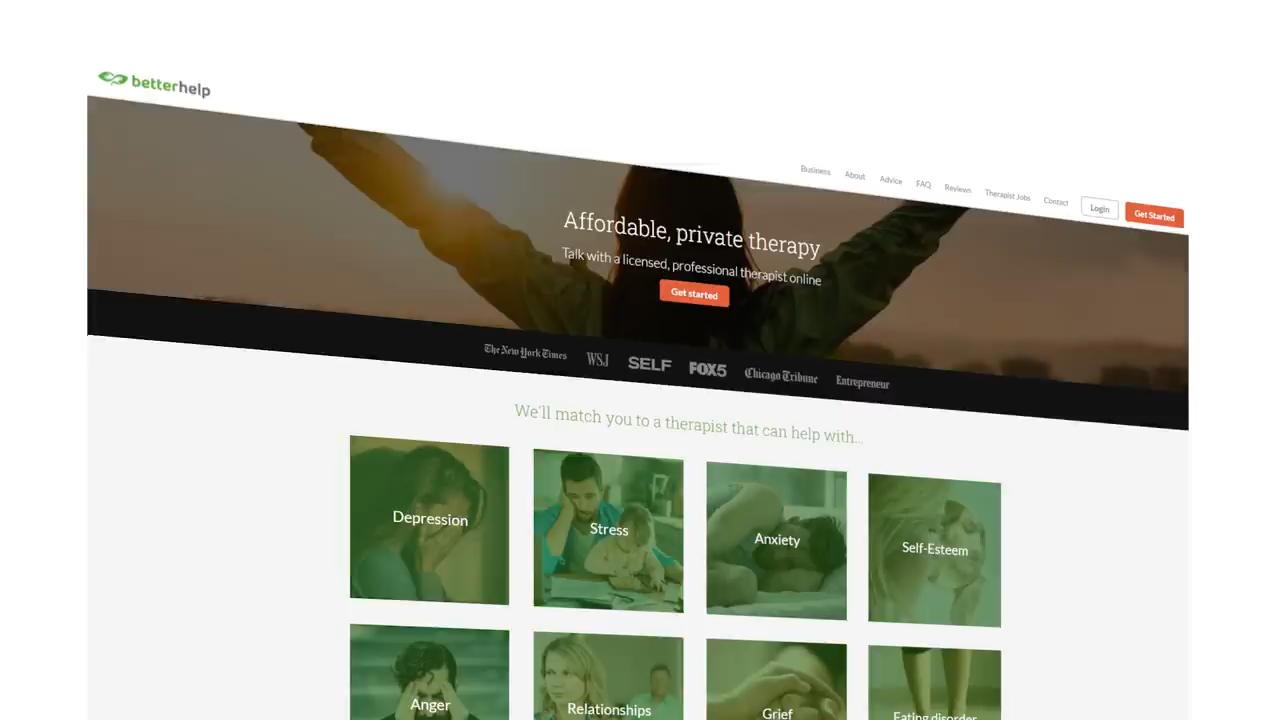 betterhelp
Business About Advice FAQ Reviews Therapist Jobs Contact Login Get Started
Affordable, private therapy
Talk with a licensed, professional therapist online
Get started
The New York Times WSJ SELF FOX5 Chicago Tribune Entrepreneur
We'll match you to a therapist that can help with...
Depression Stress Anxiety Self-Esteem
Anger Relationships Grief Eating disorder